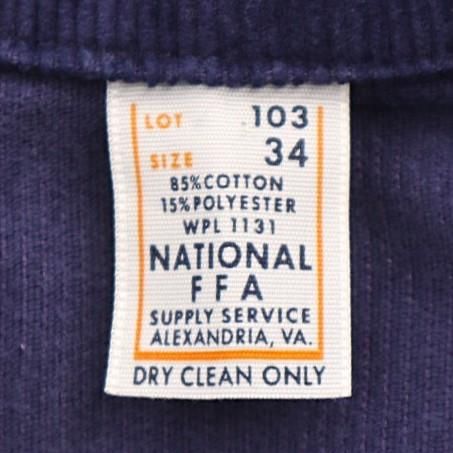 LOT 103
SIZE 34
85% COTTON
15% POLYESTER
WPL 1131
NATIONAL
FFA
SUPPLY SERVICE
ALEXANDRIA, VA.
DRY CLEAN ONLY